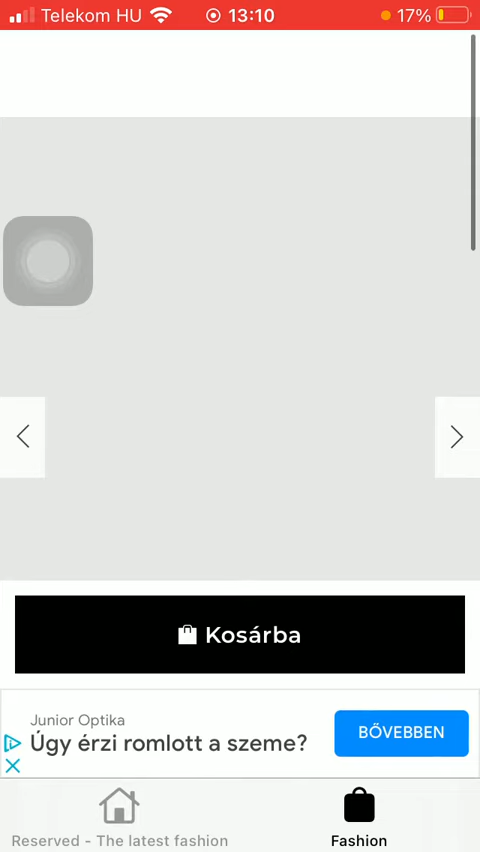 Telekom HU 13:10 17%
Kosárba
Junior Optika
Úgy érzi romlott a szeme?
BŐVEBBEN
Reserved - The latest fashion
Fashion